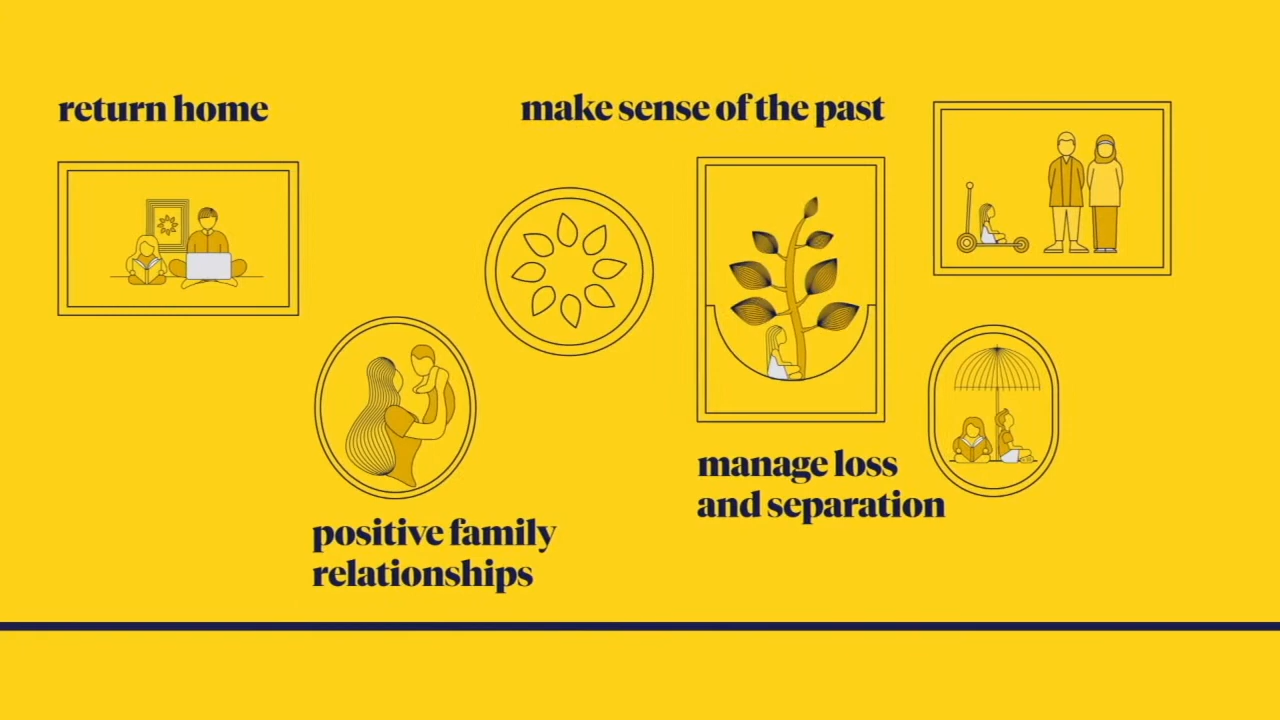 return home
make sense of the past
manage loss
and separation
positive family
relationships